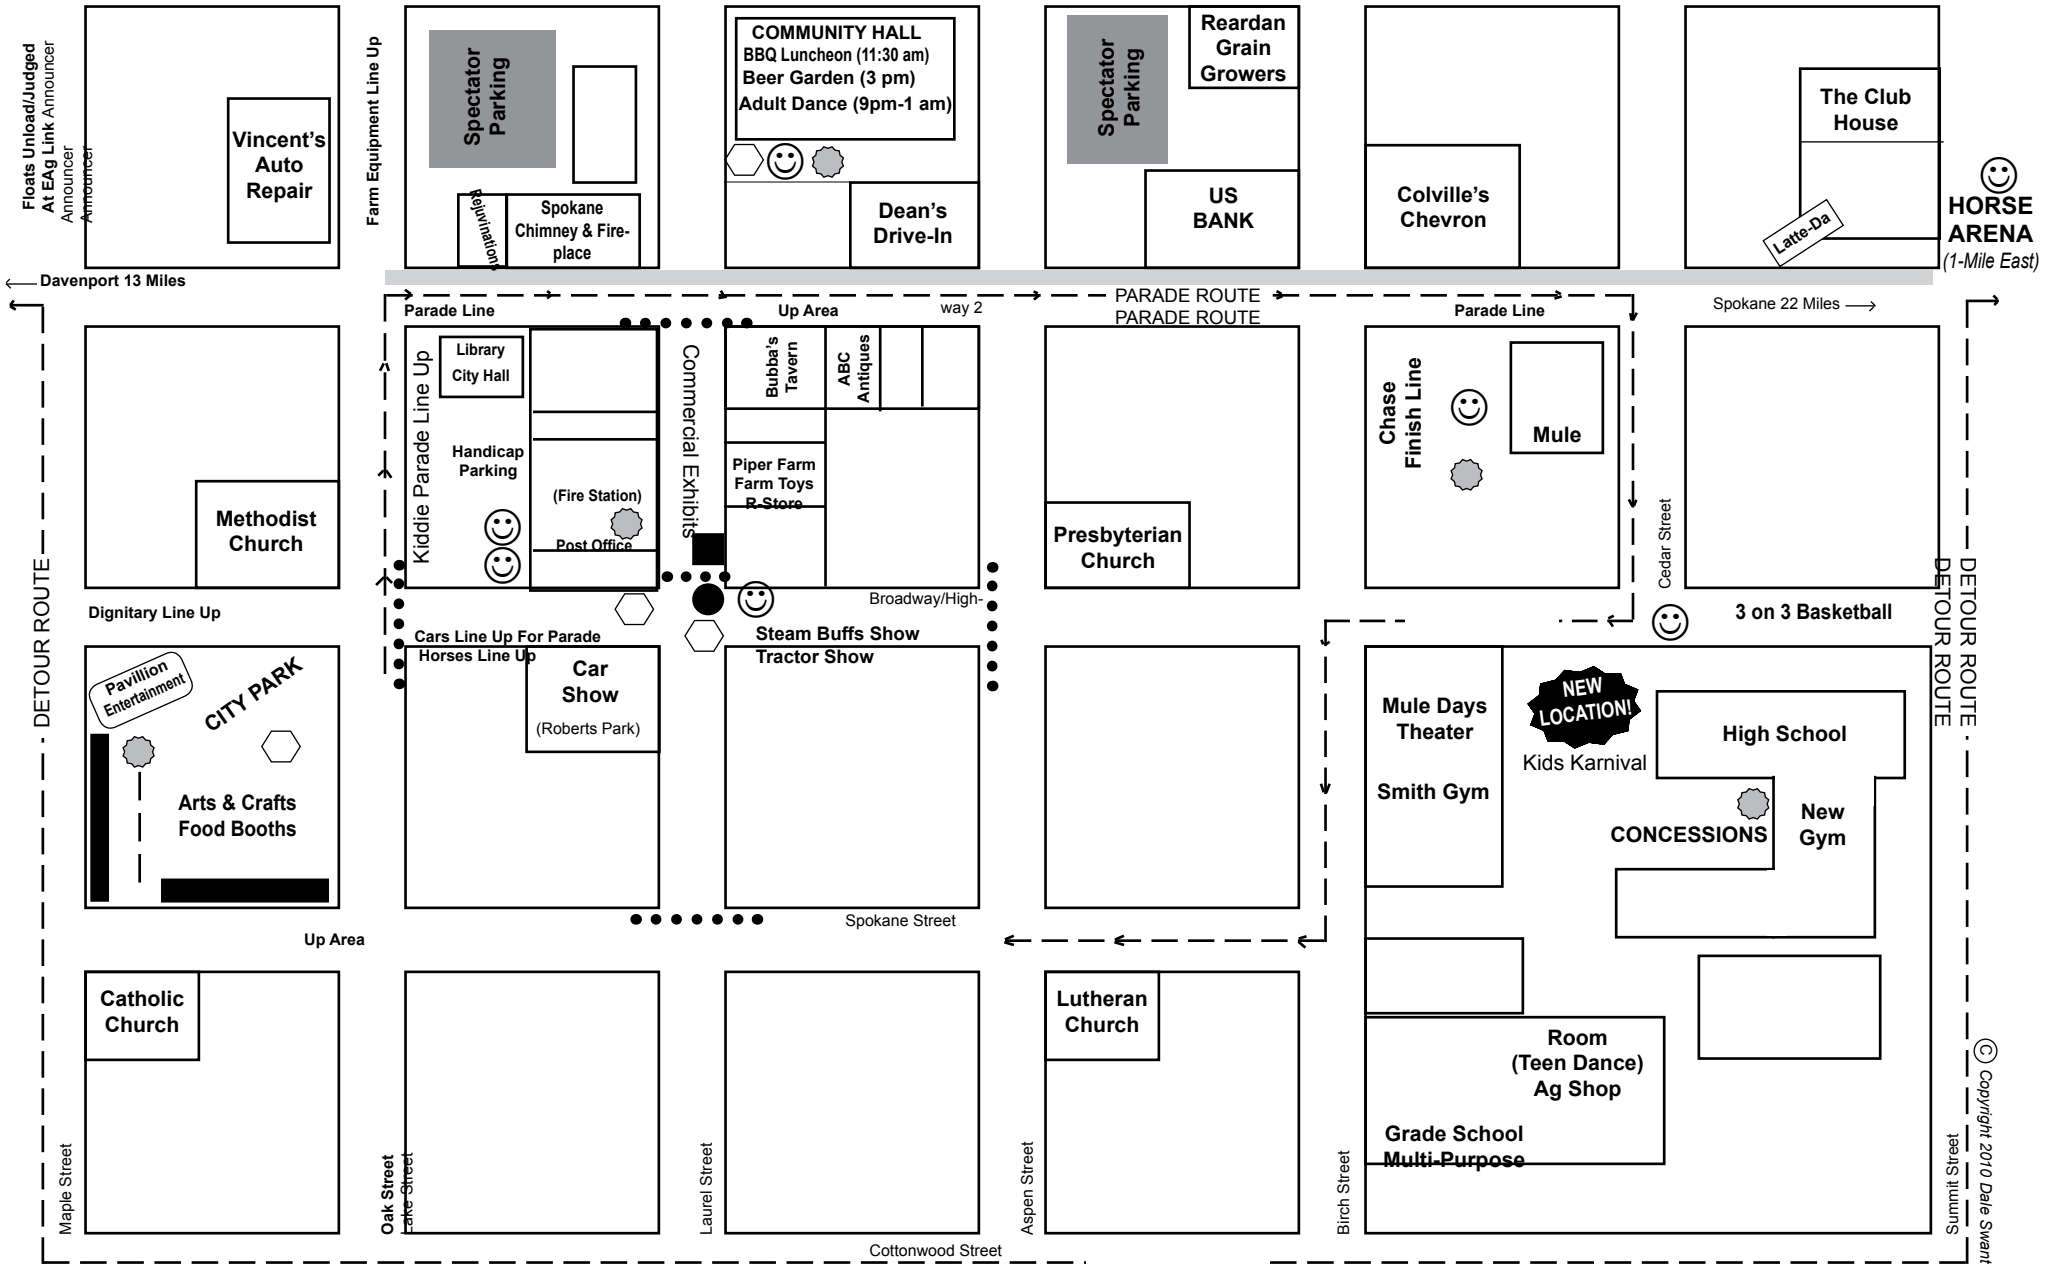 Floats Unload/Judged
At EAg Link Announcer
Announcer
Announcer
Vincent's
Auto
Repair
Farm Equipment Line Up
Spectator
Parking
Rejuvinations
Spokane
Chimney & Fire-
place
COMMUNITY HALL
BBQ Luncheon (11:30 am)
Beer Garden (3 pm)
Adult Dance (9pm-1 am)
Dean's
Drive-In
Spectator
Parking
Reardan
Grain
Growers
US
BANK
Colville's
Chevron
The Club
House
Latte-Da
HORSE
ARENA
(1-Mile East)
Davenport 13 Miles
Parade Line
Up Area
way 2
PARADE ROUTE
PARADE ROUTE
Parade Line
Spokane 22 Miles
Library
City Hall
Kiddie Parade Line Up
Handicap
Parking
(Fire Station)
Post Office
Commercial Exhibits
Bubba's
Tavern
ABC
Antiques
Piper Farm
Farm Toys
R-Store
Methodist
Church
Presbyterian
Church
Chase
Finish Line
Mule
Cedar Street
DETOUR ROUTE
Dignitary Line Up
Broadway/High-
3 on 3 Basketball
DETOUR ROUTE
DETOUR ROUTE
Cars Line Up For Parade
Horses Line Up
Steam Buffs Show
Tractor Show
Pavillion
Entertainment
CITY PARK
Arts & Crafts
Food Booths
Car
Show
(Roberts Park)
Mule Days
Theater
Smith Gym
NEW
LOCATION!
Kids Karnival
High School
New
Gym
CONCESSIONS
Spokane Street
Up Area
Catholic
Church
Lutheran
Church
Room
(Teen Dance)
Ag Shop
Grade School
Multi-Purpose
Maple Street
Oak Street
Lake Street
Laurel Street
Aspen Street
Birch Street
Summit Street
Cottonwood Street
© Copyright 2010 Dale Swant